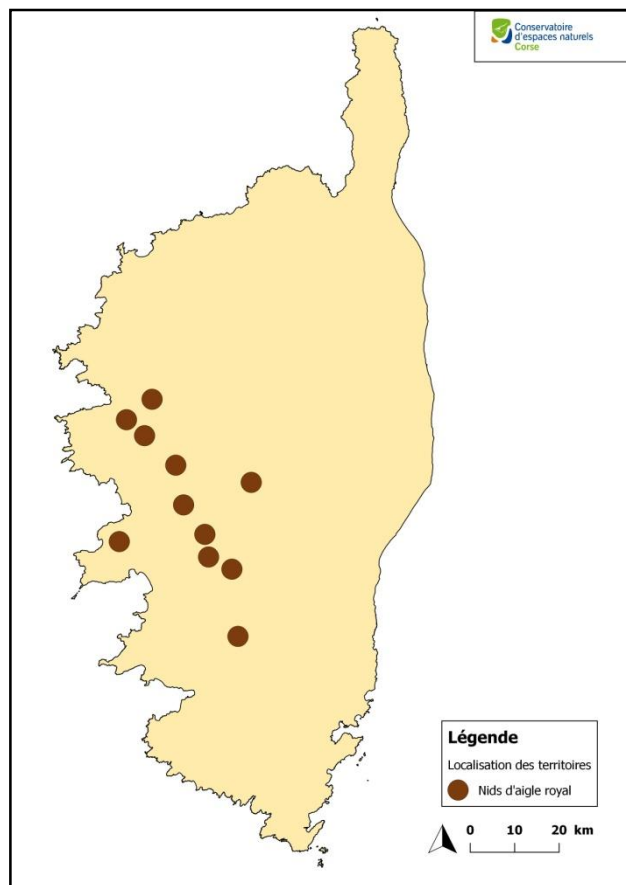 Conservatoire
d'espaces naturels
Corse
Légende
Localisation des territoires
Nids d'aigle royal
0 10 20 km